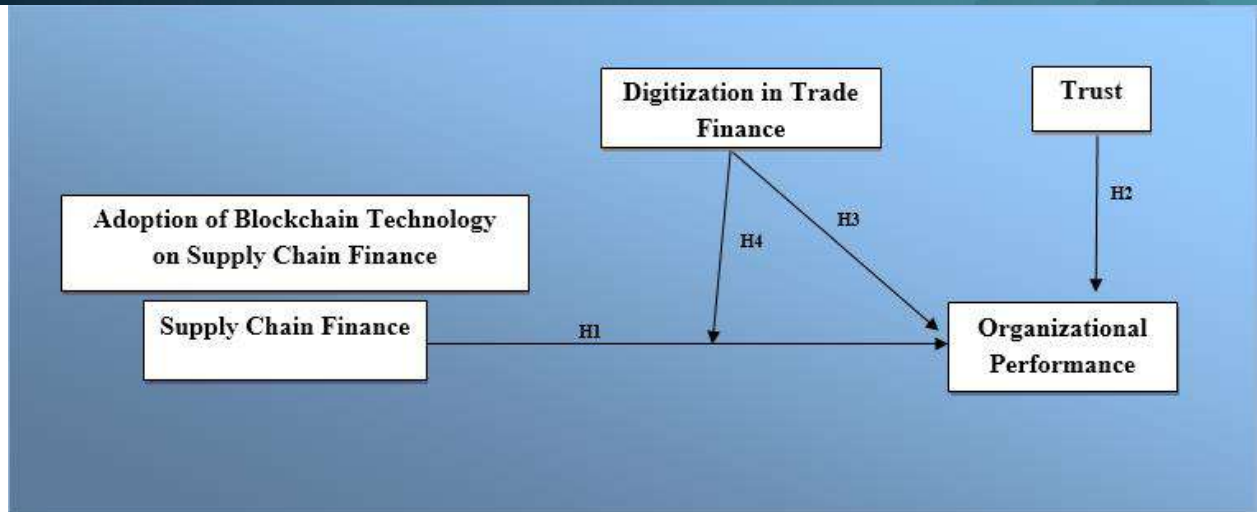 Digitization in Trade
Finance
Trust
H2
H3
H4
Adoption of Blockchain Technology
on Supply Chain Finance
Supply Chain Finance
H1
Organizational
Performance